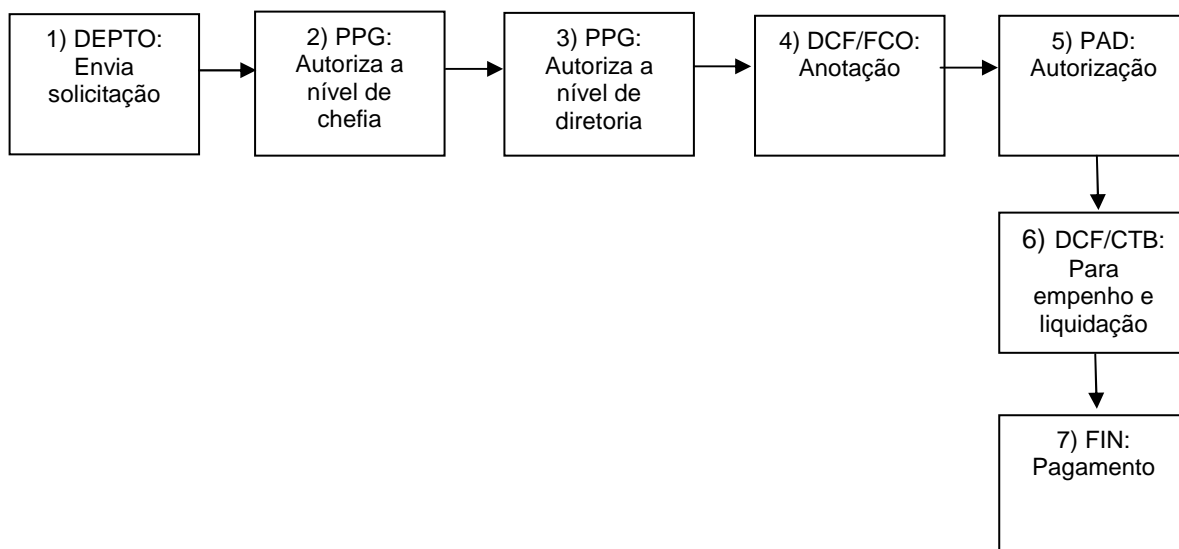 1) DEPTO:
Envia
solicitação
2) PPG:
Autoriza a
nível de
chefia
3) PPG:
Autoriza a
nível de
diretoria
4) DCF/FCO:
Anotação
5) PAD:
Autorização
6) DCF/CTB:
Para
empenho e
liquidação
7) FIN:
Pagamento